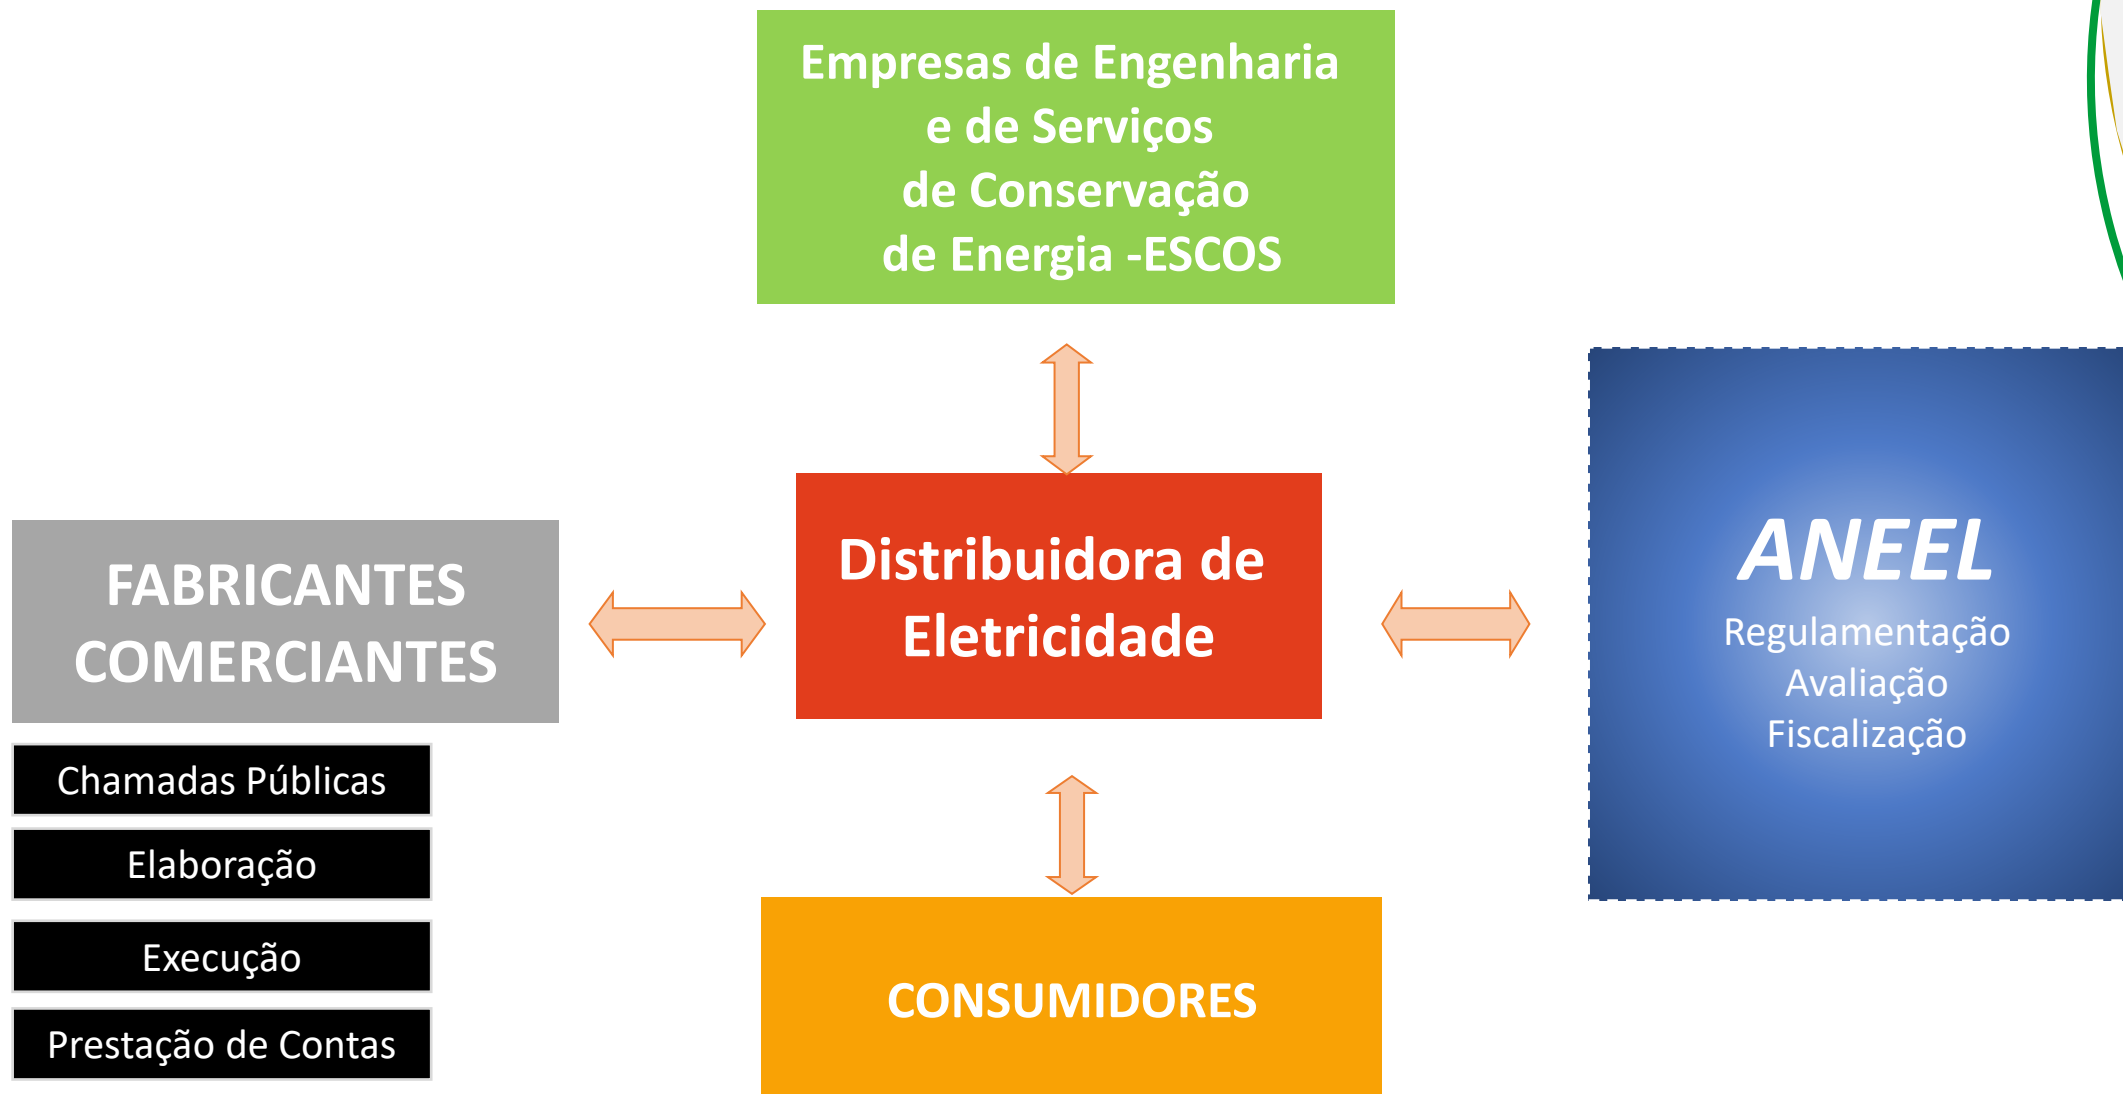 Empresas de Engenharia
e de Serviços
de Conservação
de Energia -ESCOS
FABRICANTES
COMERCIANTES
Distribuidora de
Eletricidade
ANEEL
Regulamentação
Avaliação
Fiscalização
Chamadas Públicas
Elaboração
Execução
Prestação de Contas
CONSUMIDORES